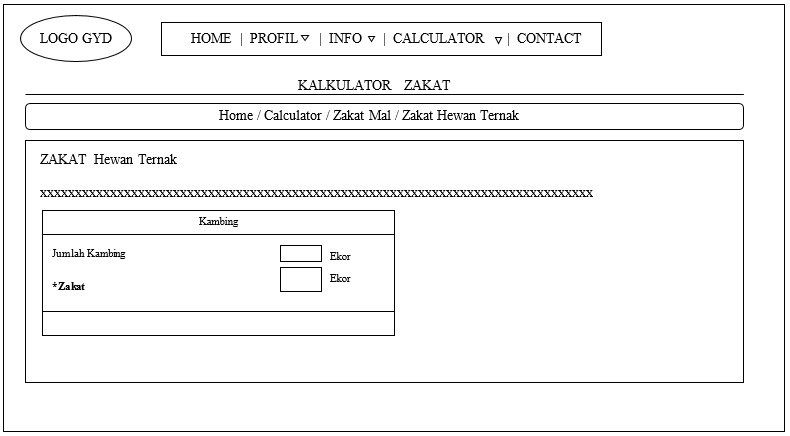 LOGO GYD
HOME | PROFIL | INFO | CALCULATOR | CONTACT
KALKULATOR ZAKAT
Home / Calculator / Zakat Mal / Zakat Hewan Ternak
ZAKAT Hewan Ternak
xxxxxxxxxxxxxxxxxxxxxxxxxxxxxxxxxxxxxxxxxxxxxxxxxxxxxxxxxxxxxxxxxxxxxxxxxxxxxxx
Kambing
Jumlah Kambing Ekor
*Zakat Ekor